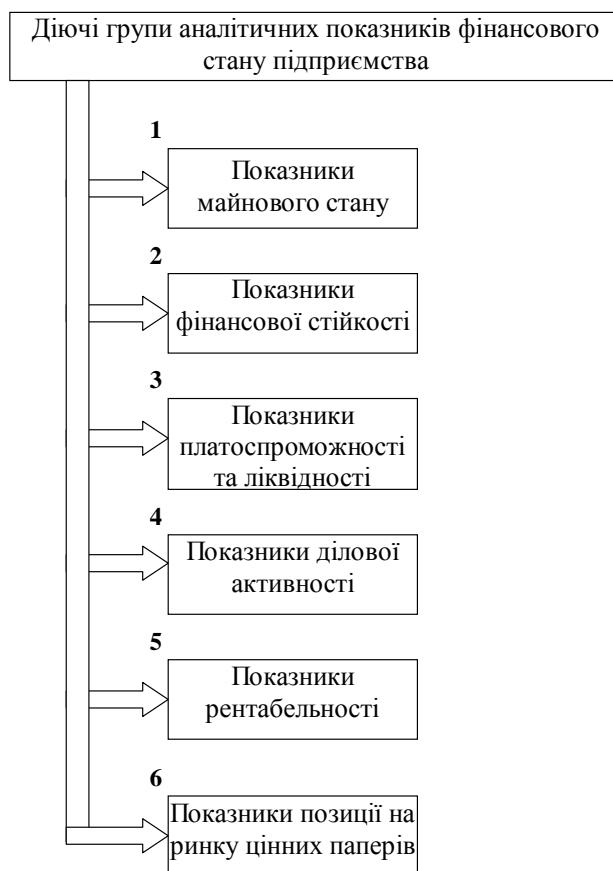 Діючі групи аналітичних показників фінансового
стану підприємства
1
Показники
майнового стану
2
Показники
фінансової стійкості
3
Показники
платоспроможності
та ліквідності
4
Показники ділової
активності
5
Показники
рентабельності
6
Показники позиції на
ринку цінних паперів